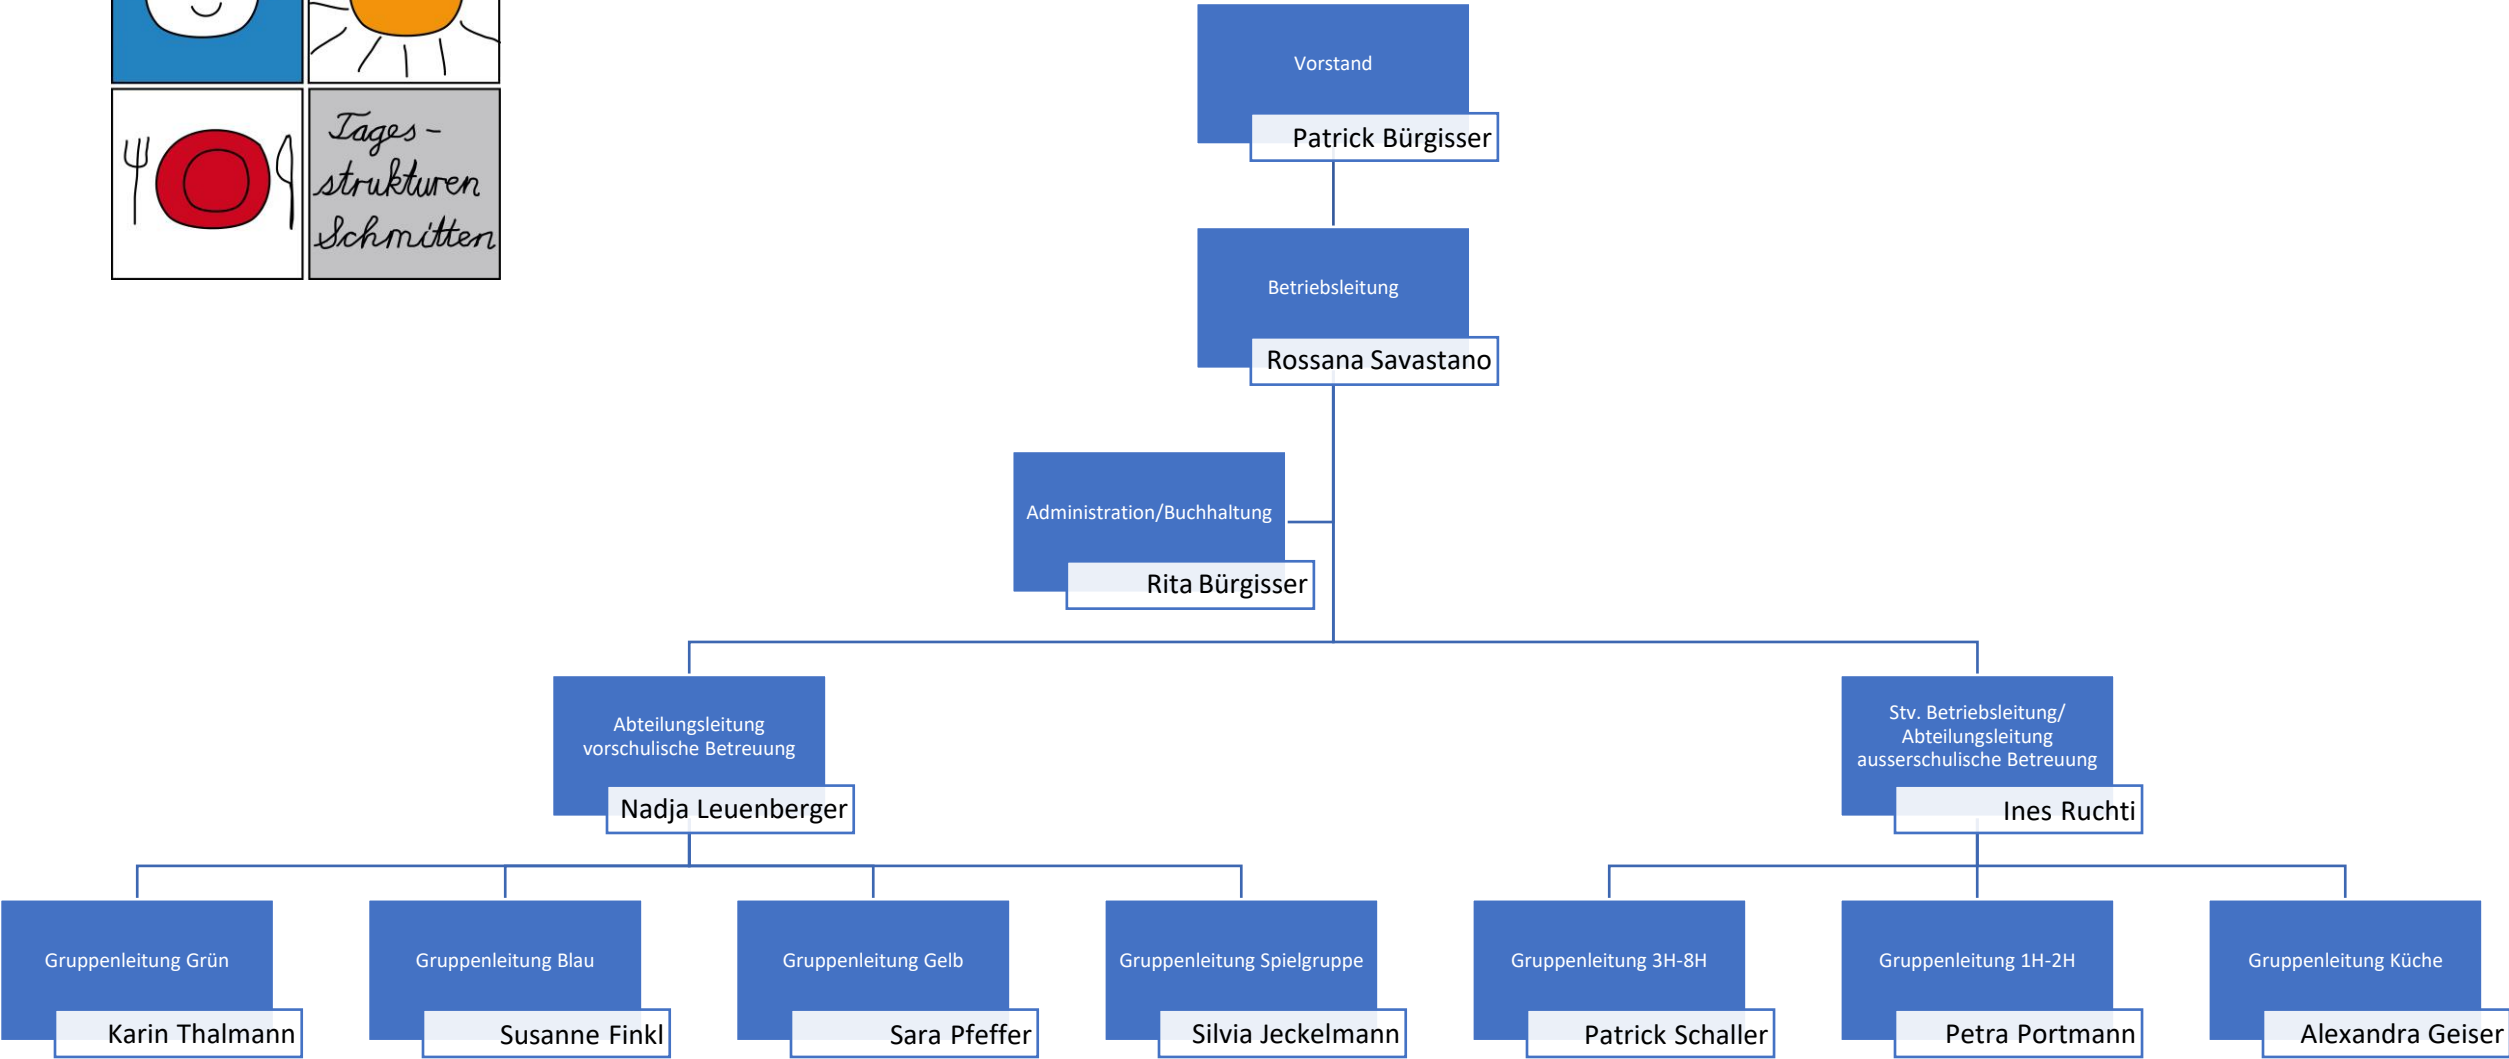 Tages-
strukturen
Schmitten
Vorstand
Patrick Bürgisser
Betriebsleitung
Rossana Savastano
Administration/Buchhaltung
Rita Bürgisser
Abteilungsleitung
vorschulische Betreuung
Nadja Leuenberger
Stv. Betriebsleitung/
Abteilungsleitung
ausserschulische Betreuung
Ines Ruchti
Gruppenleitung Grün
Karin Thalmann
Gruppenleitung Blau
Susanne Finkl
Gruppenleitung Gelb
Sara Pfeffer
Gruppenleitung Spielgruppe
Silvia Jeckelmann
Gruppenleitung 3H-8H
Patrick Schaller
Gruppenleitung 1H-2H
Petra Portmann
Gruppenleitung Küche
Alexandra Geiser